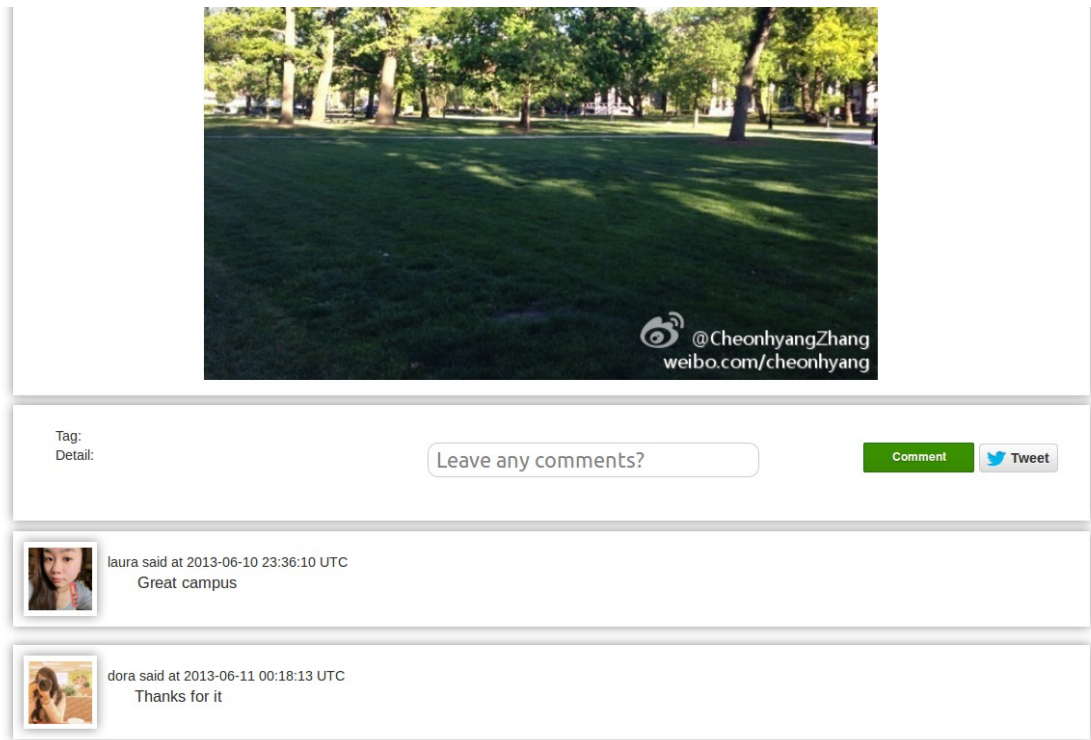 @CheonhyangZhang
weibo.com/cheonhyang
Tag:
Detail:
Leave any comments?
Comment
Tweet
laura said at 2013-06-10 23:36:10 UTC
Great campus
dora said at 2013-06-11 00:18:13 UTC
Thanks for it